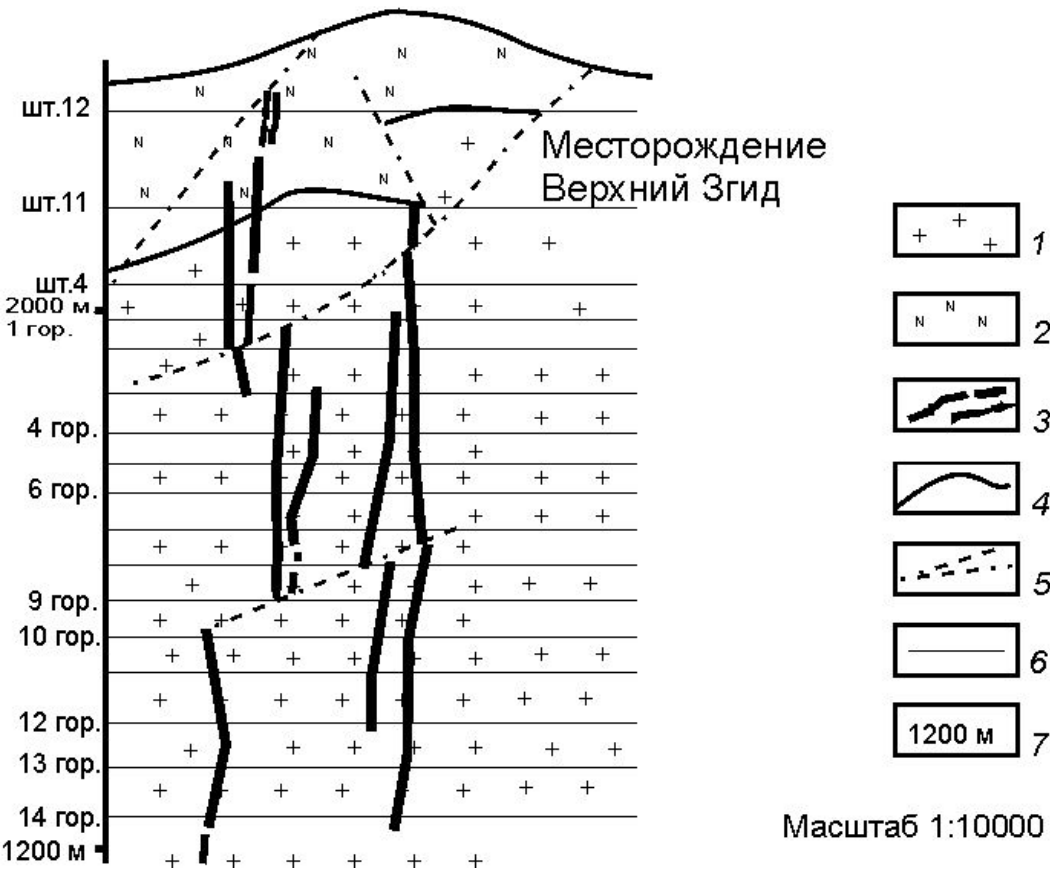 шт.12
Месторождение
Верхний Згид
шт.11
шт.4
2000 м
1 гор.
4 гор.
6 гор.
9 гор.
10 гор.
12 гор.
13 гор.
14 гор.
1200 м
1
2
3
4
5
6
1200 м 7
Масштаб 1:10000